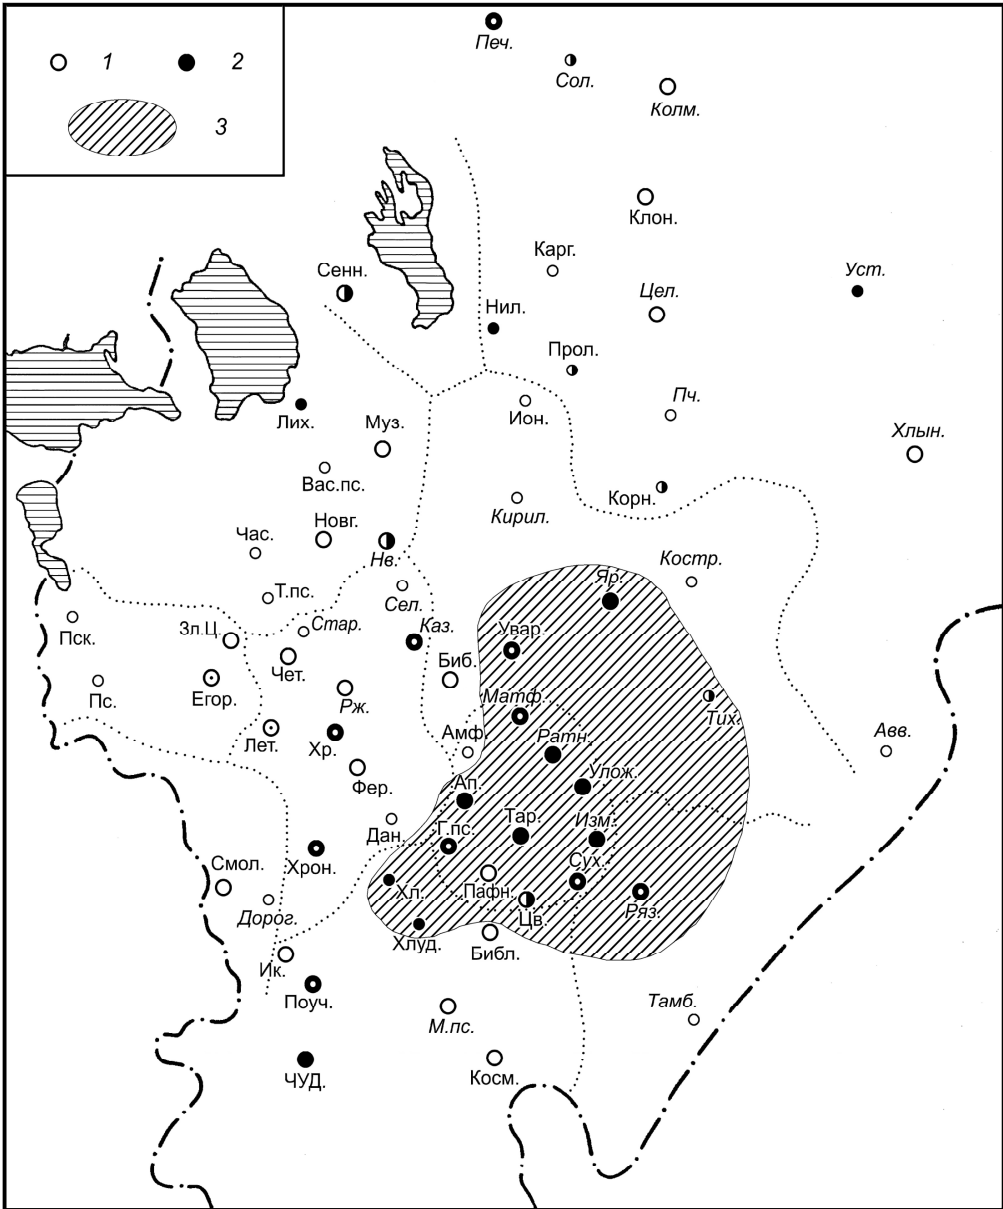 1
2
3
Печ.
Сол.
Колм.
Клон.
Карг.
Сенн.
Уст.
Цел.
Нил.
Прол.
Пч.
Лих.
Муз.
Ион.
Хлын.
Вас.пс.
Корн.
Кирил.
Час.
Новг.
Нв.
Костр.
Яр.
Т.пс.
Сел.
Пск.
Зл.Ц.
Стар.
Каз.
Увар.
Чет.
Биб.
Пс.
Егор.
Рж.
Матф.
Тих.
Лет.
Хр.
Амф.
Ратн.
Авв.
Фер.
Ап.
Улож.
Дан.
Г.пс.
Тар.
Изм.
Хрон.
Сух.
Смол.
Хл.
Пафн.
Дорог.
Цв.
Ряз.
Хлуд.
Библ.
Ик.
Поуч.
М.пс.
Тамб.
ЧУД.
Косм.